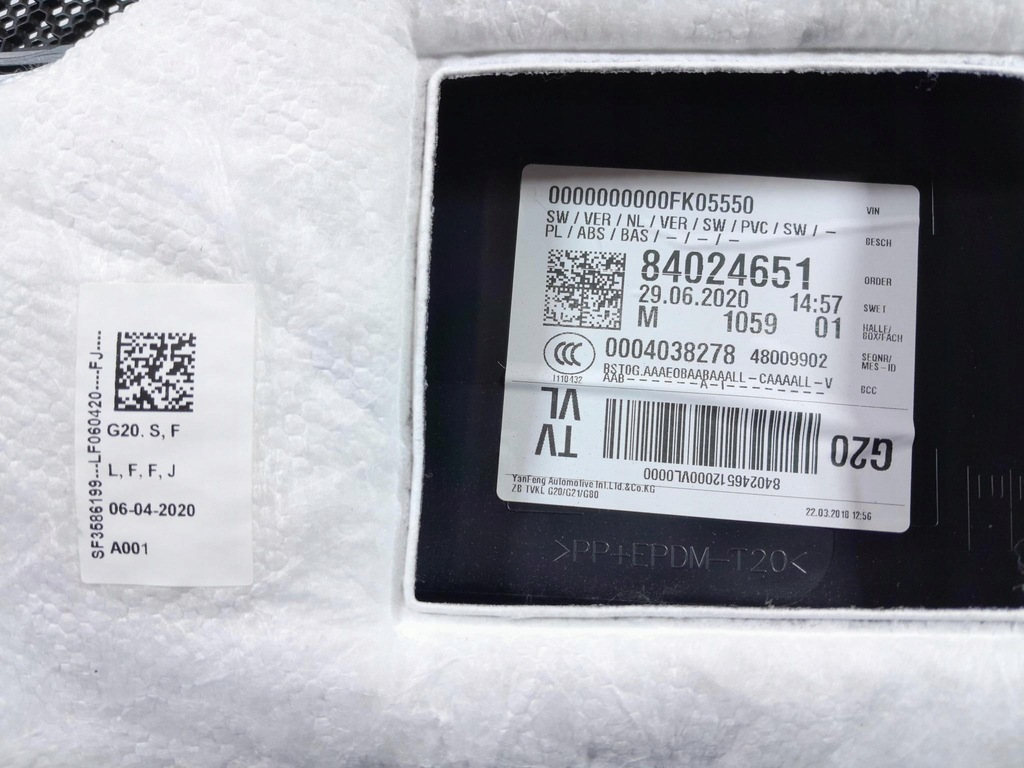 SF3686199--LF060420---FJ----
G20. S, F
L, F, F, J
06-04-2020
A001
0000000000FK05550
VIN
SW / VER / NL / VER / SW / PVC / SW / -
PL / ABS / BAS / - / - / -
BESCH
84024651
ORDER
29.06.2020 14:57
SWET
M 1059 01
HALLE/
BOX/FACH
0004038278 48009902
SEQNR/
MES-ID
1110432
BST0G.AAAEOBAABAAALL-CAAAALL-V
AAB--------A-I--------
BCC
TV
VL
G20
840246512000VL0000
YanFeng Automotive Int.Ltd.&Co.KG
ZB TVKL G20/G21/G80
22.03.2018 12:56
>PP+EPDM-T20<